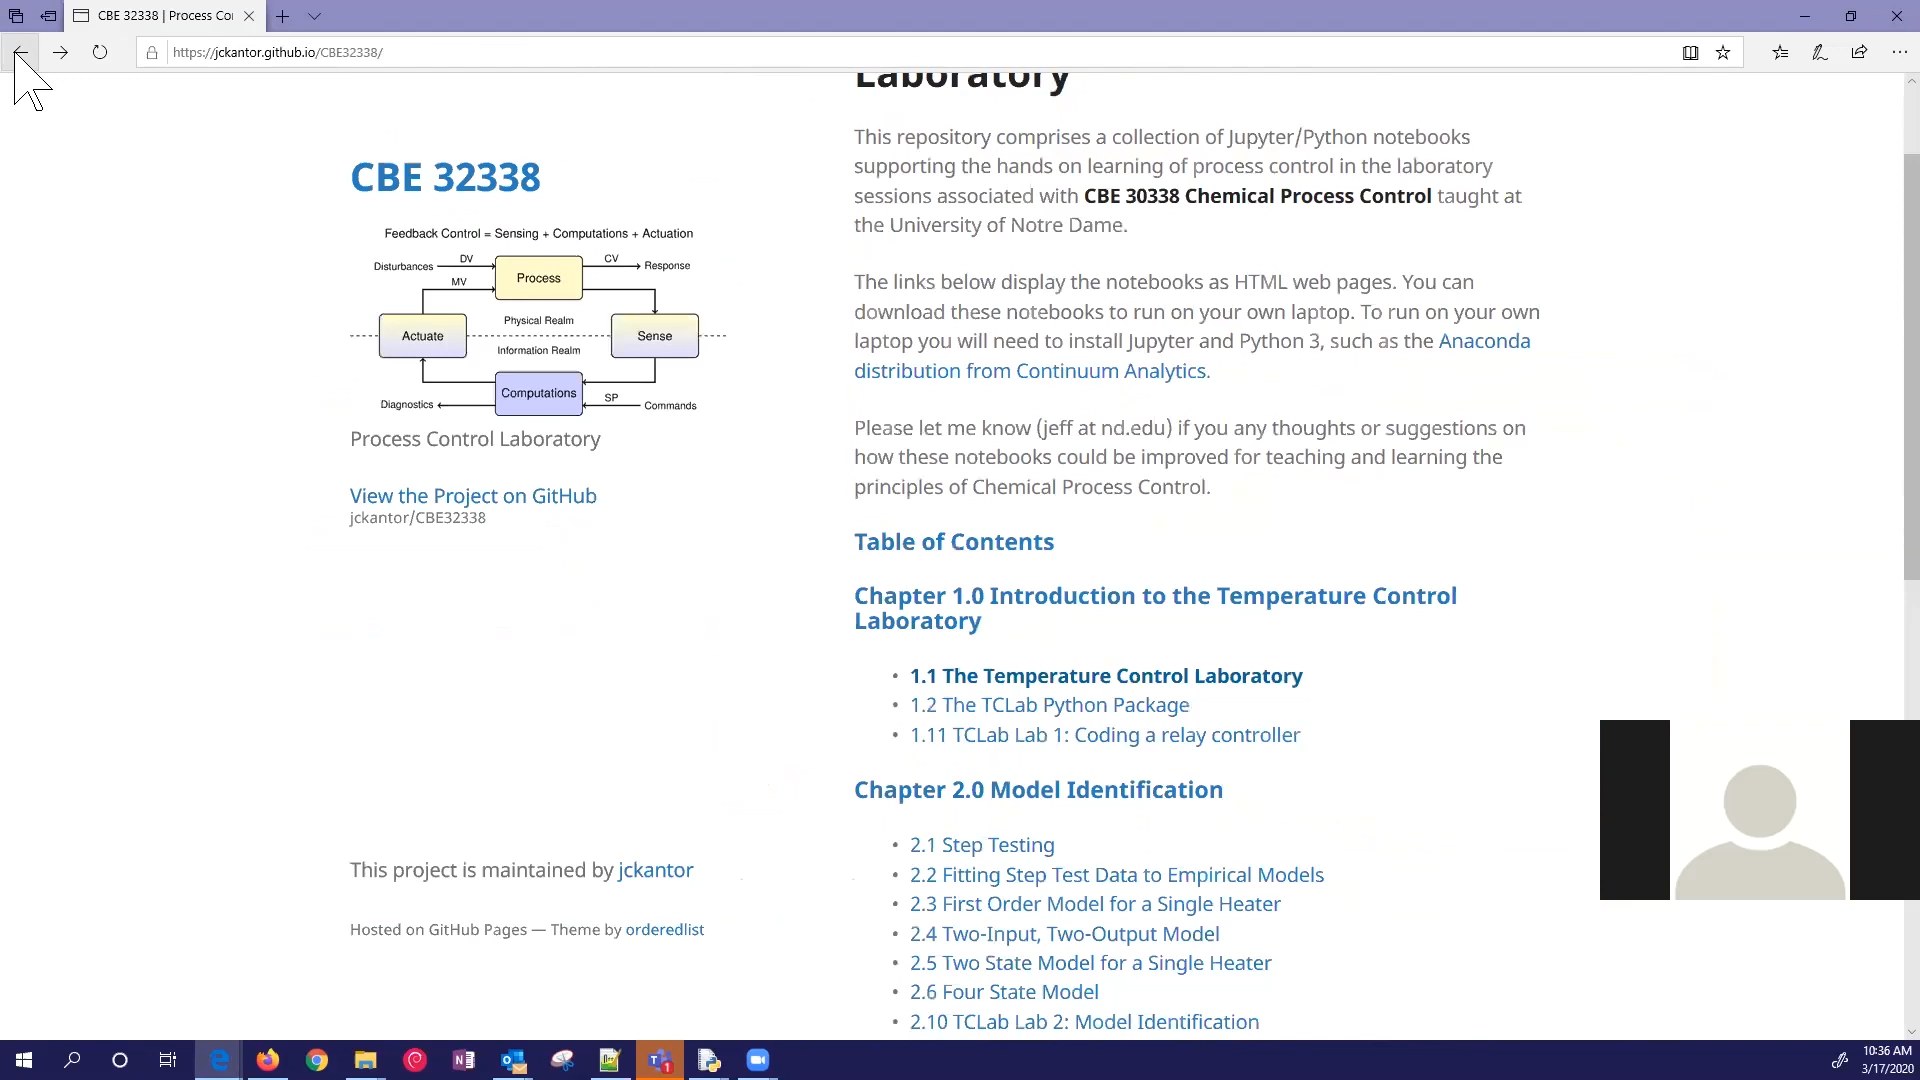 CBE 32338 | Process Co
https://jckantor.github.io/CBE32338/
Laboratory
CBE 32338
Feedback Control = Sensing + Computations + Actuation
Disturbances
DV
Process
CV
Response
MV
Physical Realm
Actuate
Sense
Information Realm
Computations
Diagnostics
SP
Commands
Process Control Laboratory
View the Project on GitHub
jckantor/CBE32338
This project is maintained by jckantor
Hosted on GitHub Pages — Theme by orderedlist
This repository comprises a collection of Jupyter/Python notebooks
supporting the hands on learning of process control in the laboratory
sessions associated with CBE 30338 Chemical Process Control taught at
the University of Notre Dame.
The links below display the notebooks as HTML web pages. You can
download these notebooks to run on your own laptop. To run on your own
laptop you will need to install Jupyter and Python 3, such as the Anaconda
distribution from Continuum Analytics.
Please let me know (jeff at nd.edu) if you any thoughts or suggestions on
how these notebooks could be improved for teaching and learning the
principles of Chemical Process Control.
Table of Contents
Chapter 1.0 Introduction to the Temperature Control
Laboratory
• 1.1 The Temperature Control Laboratory
• 1.2 The TCLab Python Package
• 1.11 TCLab Lab 1: Coding a relay controller
Chapter 2.0 Model Identification
• 2.1 Step Testing
• 2.2 Fitting Step Test Data to Empirical Models
• 2.3 First Order Model for a Single Heater
• 2.4 Two-Input, Two-Output Model
• 2.5 Two State Model for a Single Heater
• 2.6 Four State Model
• 2.10 TCLab Lab 2: Model Identification
10:36 AM
3/17/2020